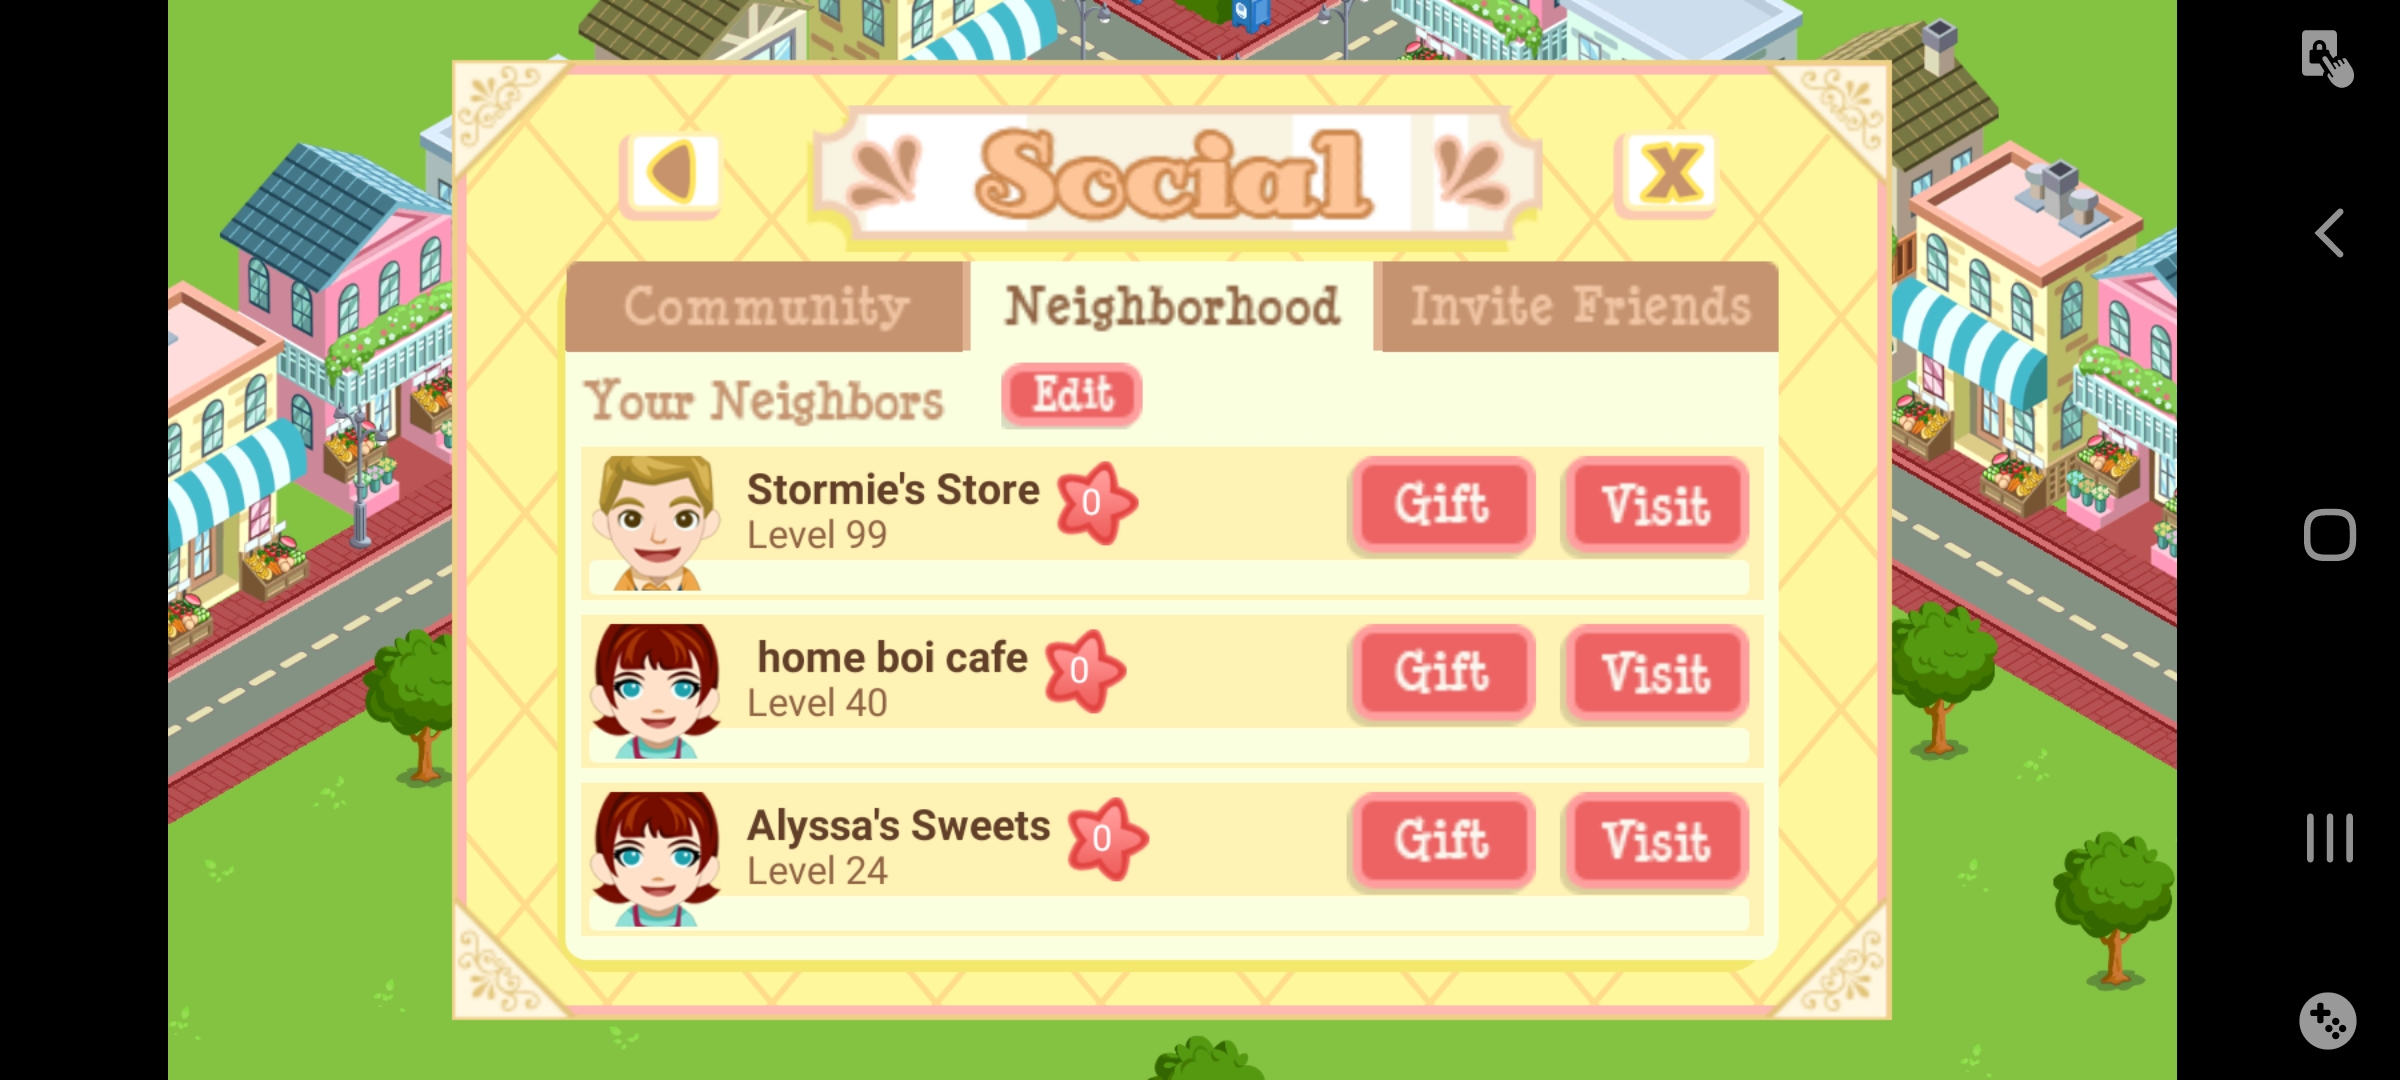 Social
X
Community
Neighborhood
Invite Friends
Your Neighbors
Edit
Stormie's Store
0
Level 99
Gift
Visit
home boi cafe
0
Level 40
Gift
Visit
Alyssa's Sweets
0
Level 24
Gift
Visit